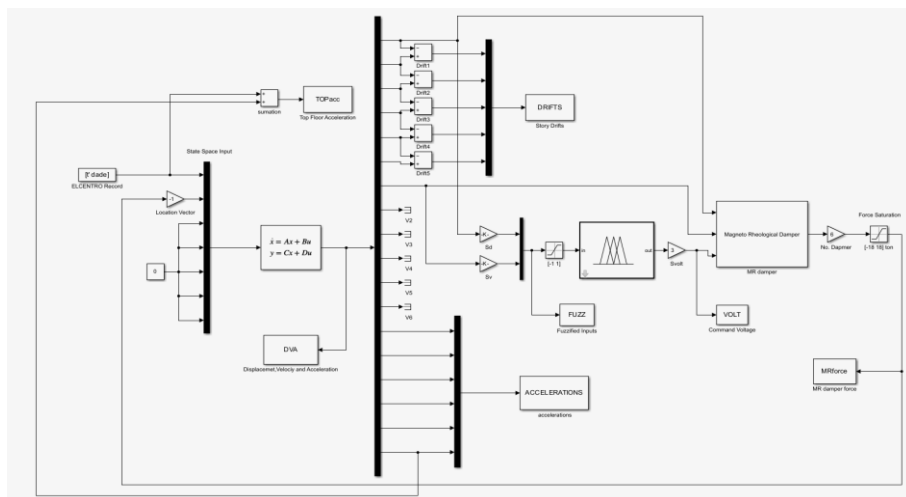 Drift1
Drift2
Drift3
Drift4
Drift5
DRIFTS
Story Drifts
sumation
TOPacc
Top Floor Acceleration
State Space Input
[t' dade]
ELCENTRO Record
-1
Location Vector
0
ẋ = Ax + Bu
y = Cx + Du
DVA
Displacemet,Velociy and Acceleration
V2
V3
V4
V5
V6
-K-
Sd
-K-
Sv
[-1 1]
in
out
3
Svolt
FUZZ
Fuzzified Inputs
Magneto Rheological Damper
MR damper
6
No. Dapmer
Force Saturation
[-18 18] ton
VOLT
Command Voltage
MRforce
MR damper force
ACCELERATIONS
accelerations